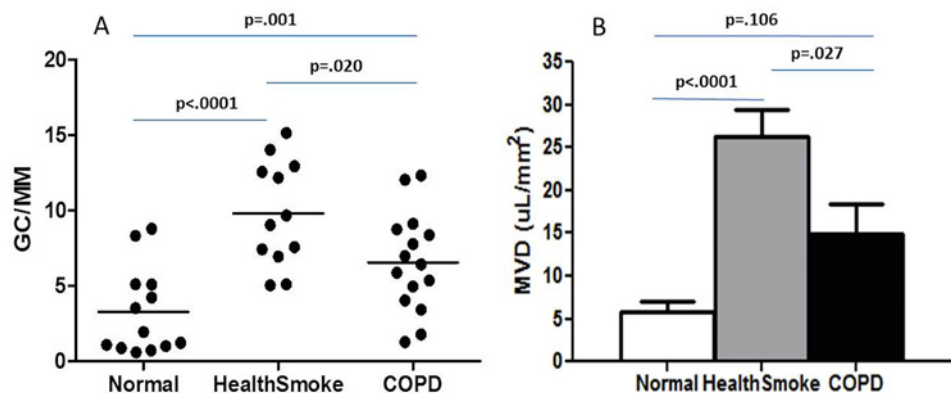 A
p=.001
p=.020
p<.0001
GC/MM
20
15
10
5
0
Normal
HealthSmoke
COPD
B
p=.106
p=.027
p<.0001
MVD (uL/mm²)
35
30
25
20
15
10
5
0
Normal
HealthSmoke
COPD